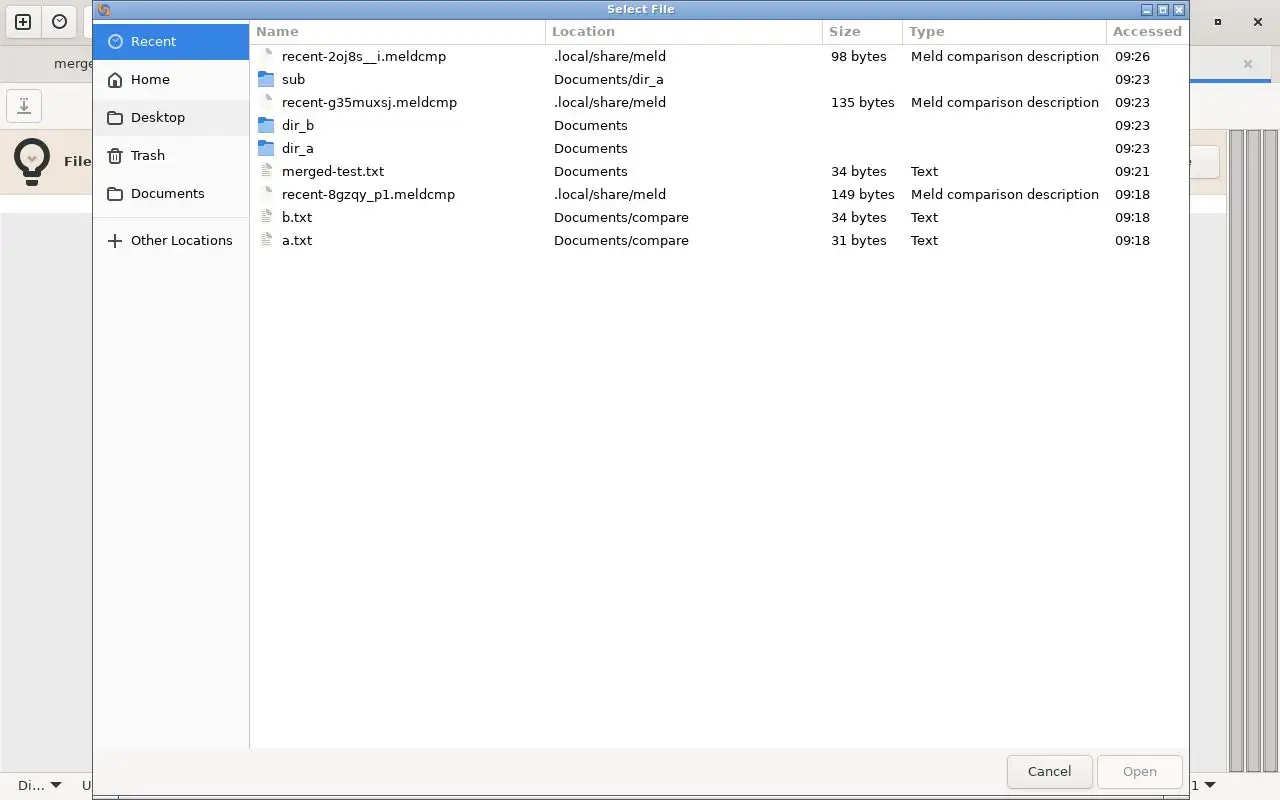 Select File
Recent
Home
Desktop
Trash
Documents
Other Locations
Name Location Size Type Accessed
recent-2oj8s__i.meldcmp .local/share/meld 98 bytes Meld comparison description 09:26
sub Documents/dir_a 09:23
recent-g35muxsj.meldcmp .local/share/meld 135 bytes Meld comparison description 09:23
dir_b Documents 09:23
dir_a Documents 09:23
merged-test.txt Documents 34 bytes Text 09:21
recent-8gzqy_p1.meldcmp .local/share/meld 149 bytes Meld comparison description 09:18
b.txt Documents/compare 34 bytes Text 09:18
a.txt Documents/compare 31 bytes Text 09:18
Cancel Open
merge
File
Di... U
1